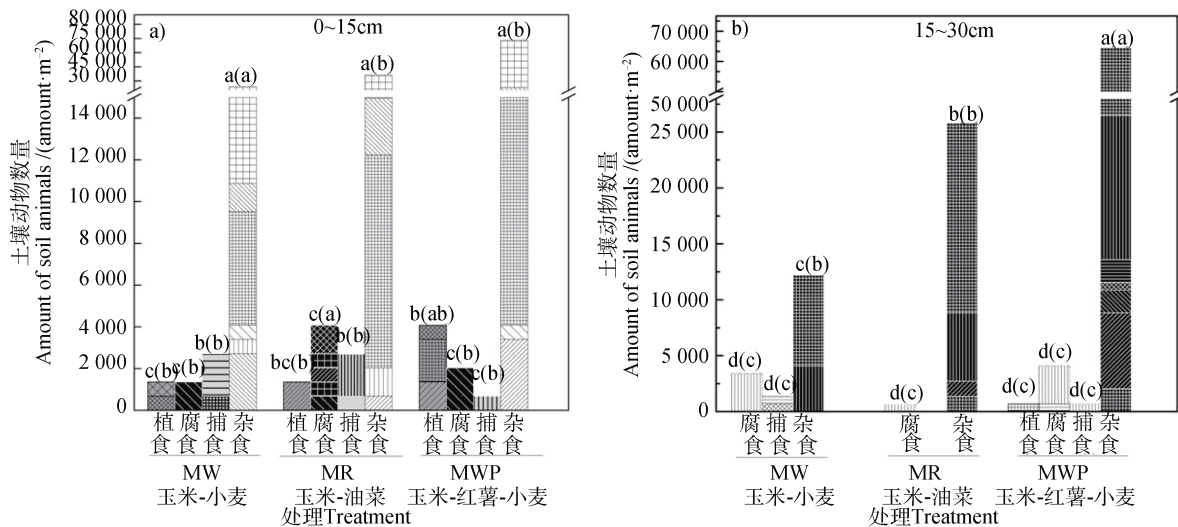 a)
0~15cm
土壤动物数量
Amount of soil animals /(amount·m⁻²)
80 000
75 000
60 000
45 000
30 000
14 000
12 000
10 000
8 000
6 000
4 000
2 000
0
c(b) c(b) b(b) a(a)
bc(b) c(a) b(b) a(b)
b(ab) c(b) c(b) a(b)
植食 腐食 捕食 杂食
植食 腐食 捕食 杂食
植食 腐食 捕食 杂食
MW MR MWP
玉米-小麦 玉米-油菜 玉米-红薯-小麦
处理Treatment
b)
15~30cm
土壤动物数量
Amount of soil animals /(amount·m⁻²)
70 000
60 000
50 000
25 000
20 000
15 000
10 000
5 000
0
d(c) d(c) c(b)
d(c) b(b)
d(c) d(c) d(c) a(a)
腐食 捕食 杂食
腐食 杂食
植食 腐食 捕食 杂食
MW MR MWP
玉米-小麦 玉米-油菜 玉米-红薯-小麦
处理Treatment